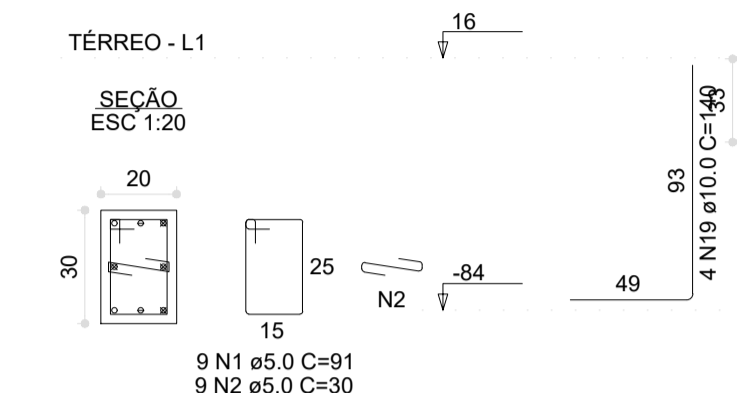 TÉRREO - L1
16
SEÇÃO
ESC 1:20
20
30
25
15
N2
-84
49
93
4 N19 ø10.0 C=140
33
9 N1 ø5.0 C=91
9 N2 ø5.0 C=30